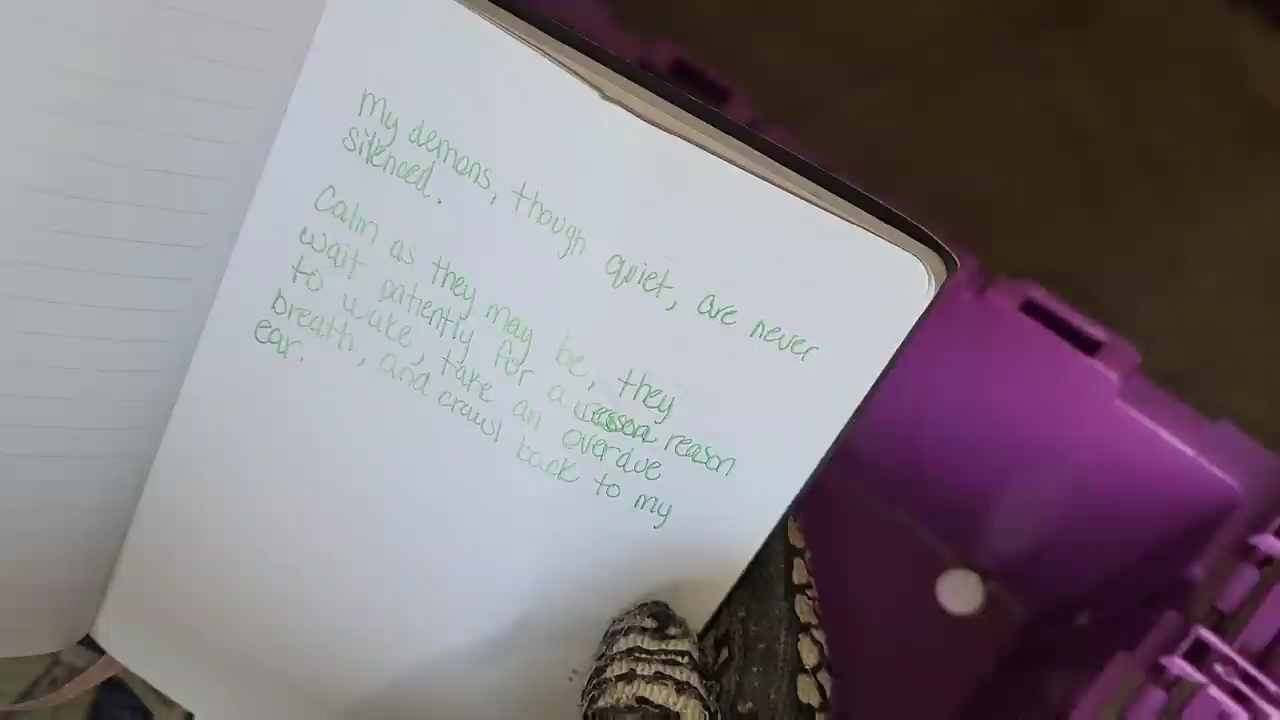 My demons, though quiet, are never
silenced.
Calm as they may be, they
wait patiently for a reason
to wake, take an overdue
breath, and crawl back to my
ear.